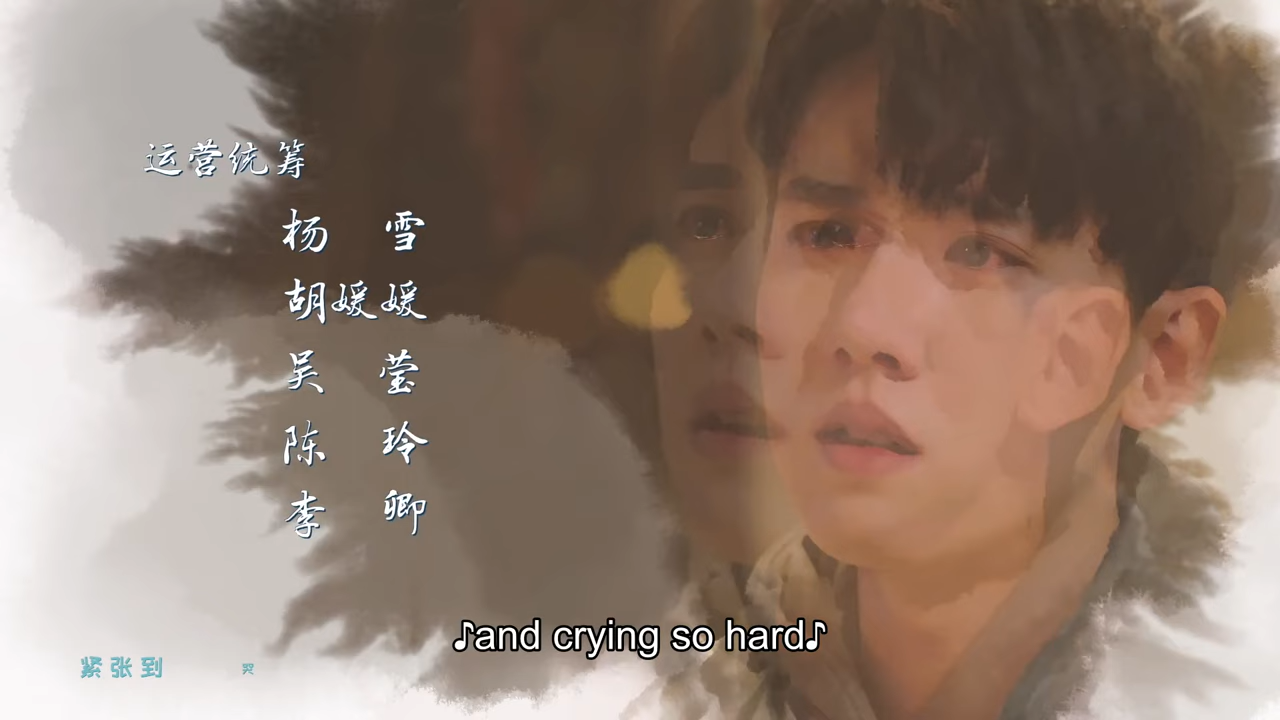 运营统筹
杨 雪
胡媛媛
吴 莹
陈 玲
李 卿
♪and crying so hard♪
紧张到 哭